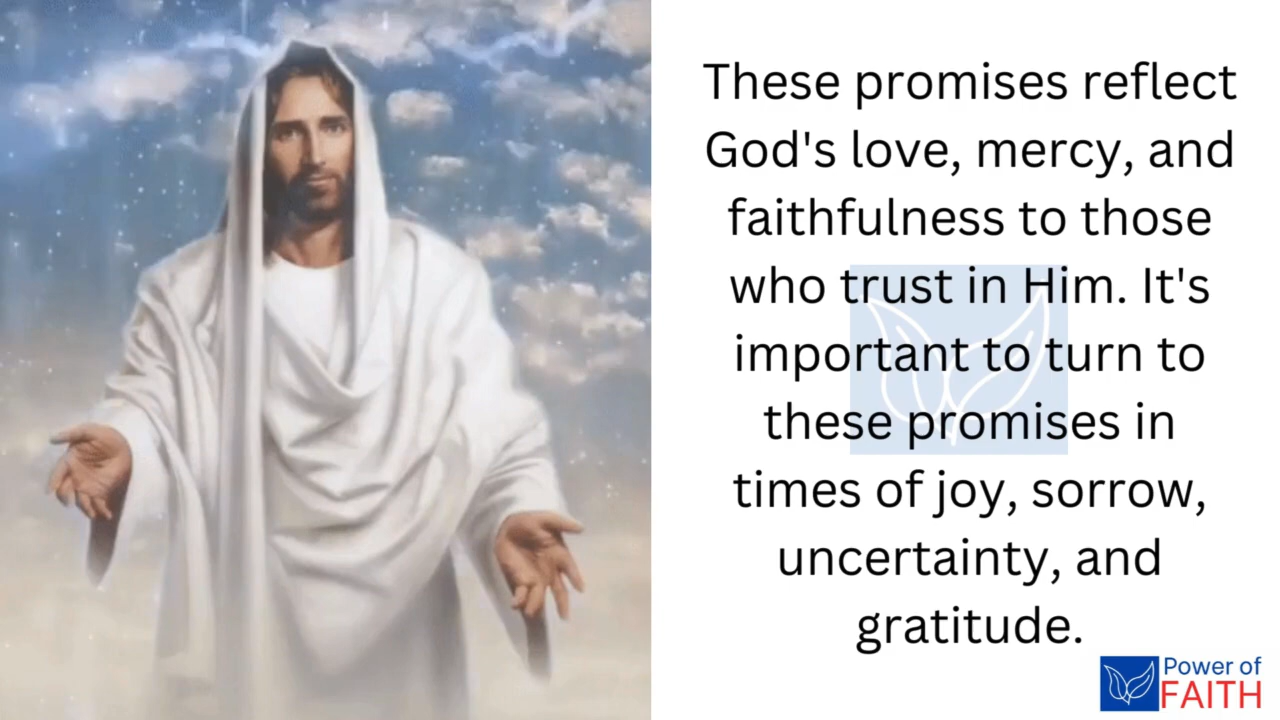 These promises reflect
God's love, mercy, and
faithfulness to those
who trust in Him. It's
important to turn to
these promises in
times of joy, sorrow,
uncertainty, and
gratitude.
Power of
FAITH